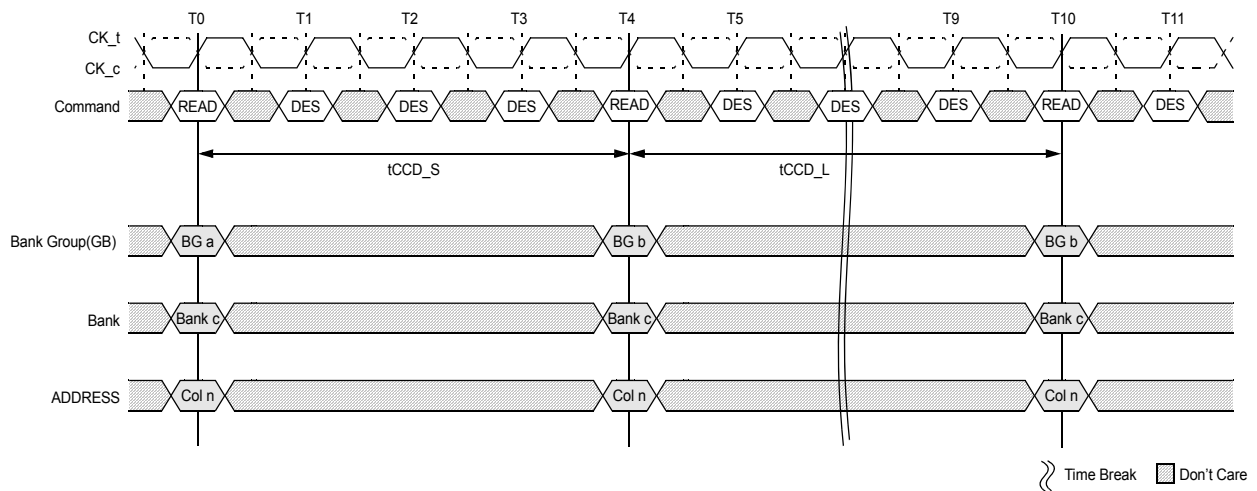 T0 T1 T2 T3 T4 T5 T9 T10 T11
CK_t
CK_c
Command READ DES DES DES READ DES DES DES READ DES
tCCD_S tCCD_L
Bank Group(GB) BG a BG b BG b
Bank Bank c Bank c Bank c
ADDRESS Col n Col n Col n
Time Break Don't Care